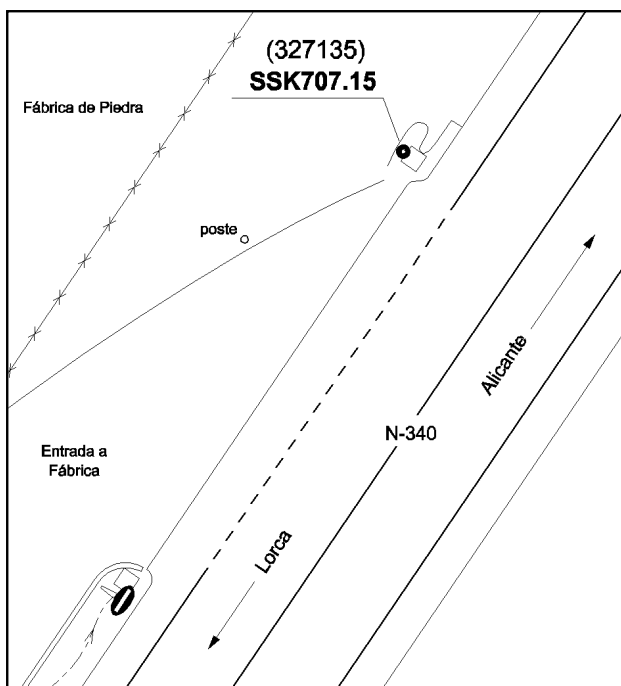 (327135)
SSK707.15
Fábrica de Piedra
poste
Alicante
N-340
Entrada a
Fábrica
Lorca